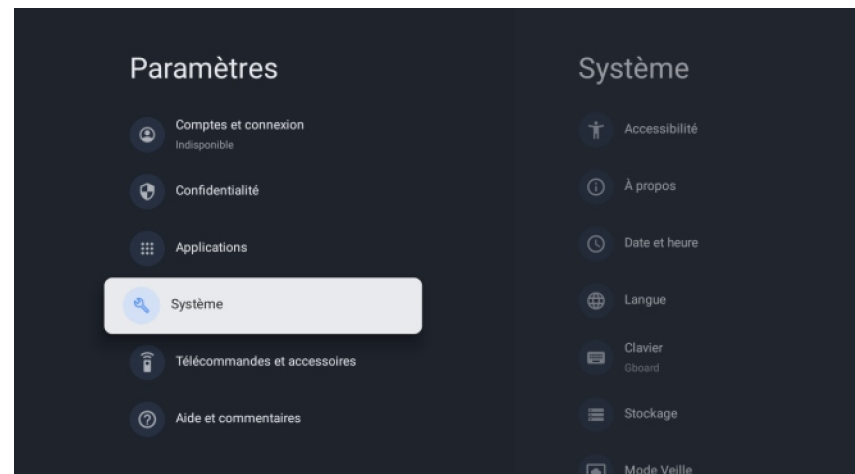 Paramètres
Comptes et connexion
Indisponible
Confidentialité
Applications
Système
Télécommandes et accessoires
Aide et commentaires
Système
Accessibilité
À propos
Date et heure
Langue
Clavier
Gboard
Stockage
Mode Veille